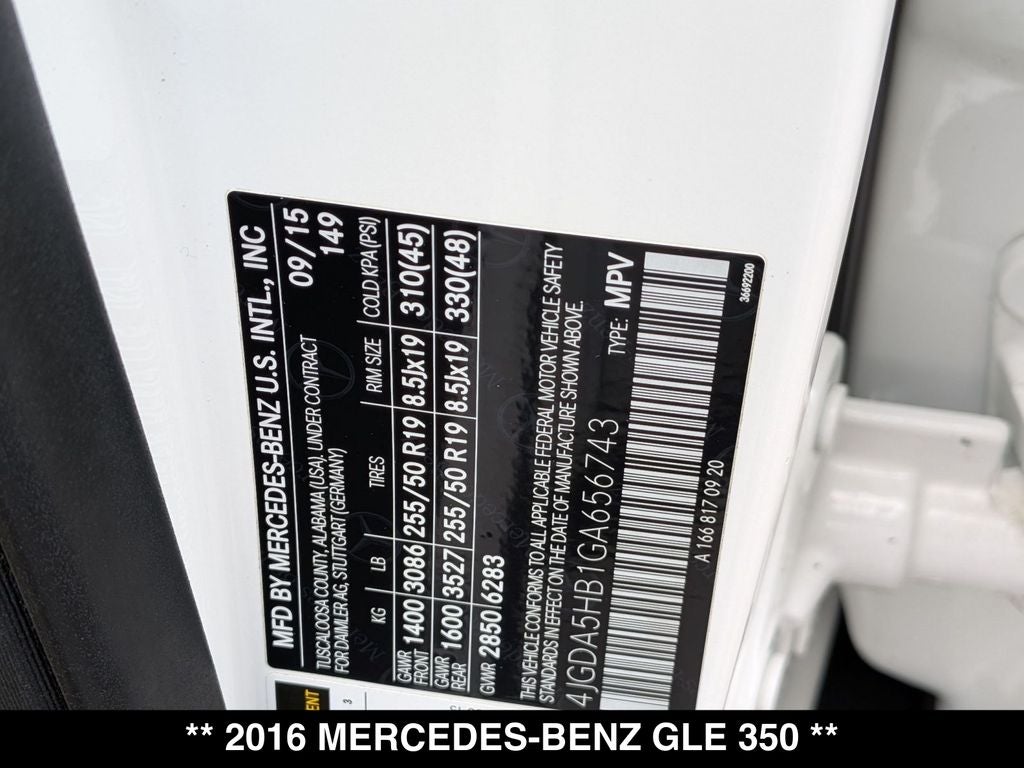 MFD BY MERCEDES-BENZ U.S. INTL., INC
TUSCALOOSA COUNTY, ALABAMA (USA), UNDER CONTRACT 09/15
FOR DAIMLER AG, STUTTGART (GERMANY) 149
KG LB TIRES RIM SIZE COLD KPA(PSI)
GAWR FRONT 1400 3086 255/50 R19 8.5Jx19 310(45)
GAWR REAR 1600 3527 255/50 R19 8.5Jx19 330(48)
GVWR 2850 6283
THIS VEHICLE CONFORMS TO ALL APPLICABLE FEDERAL MOTOR VEHICLE SAFETY
STANDARDS IN EFFECT ON THE DATE OF MANUFACTURE SHOWN ABOVE.
4JGDA5HB1GA656743 TYPE: MPV
A 166 817 09 20 36692200
3
** 2016 MERCEDES-BENZ GLE 350 **